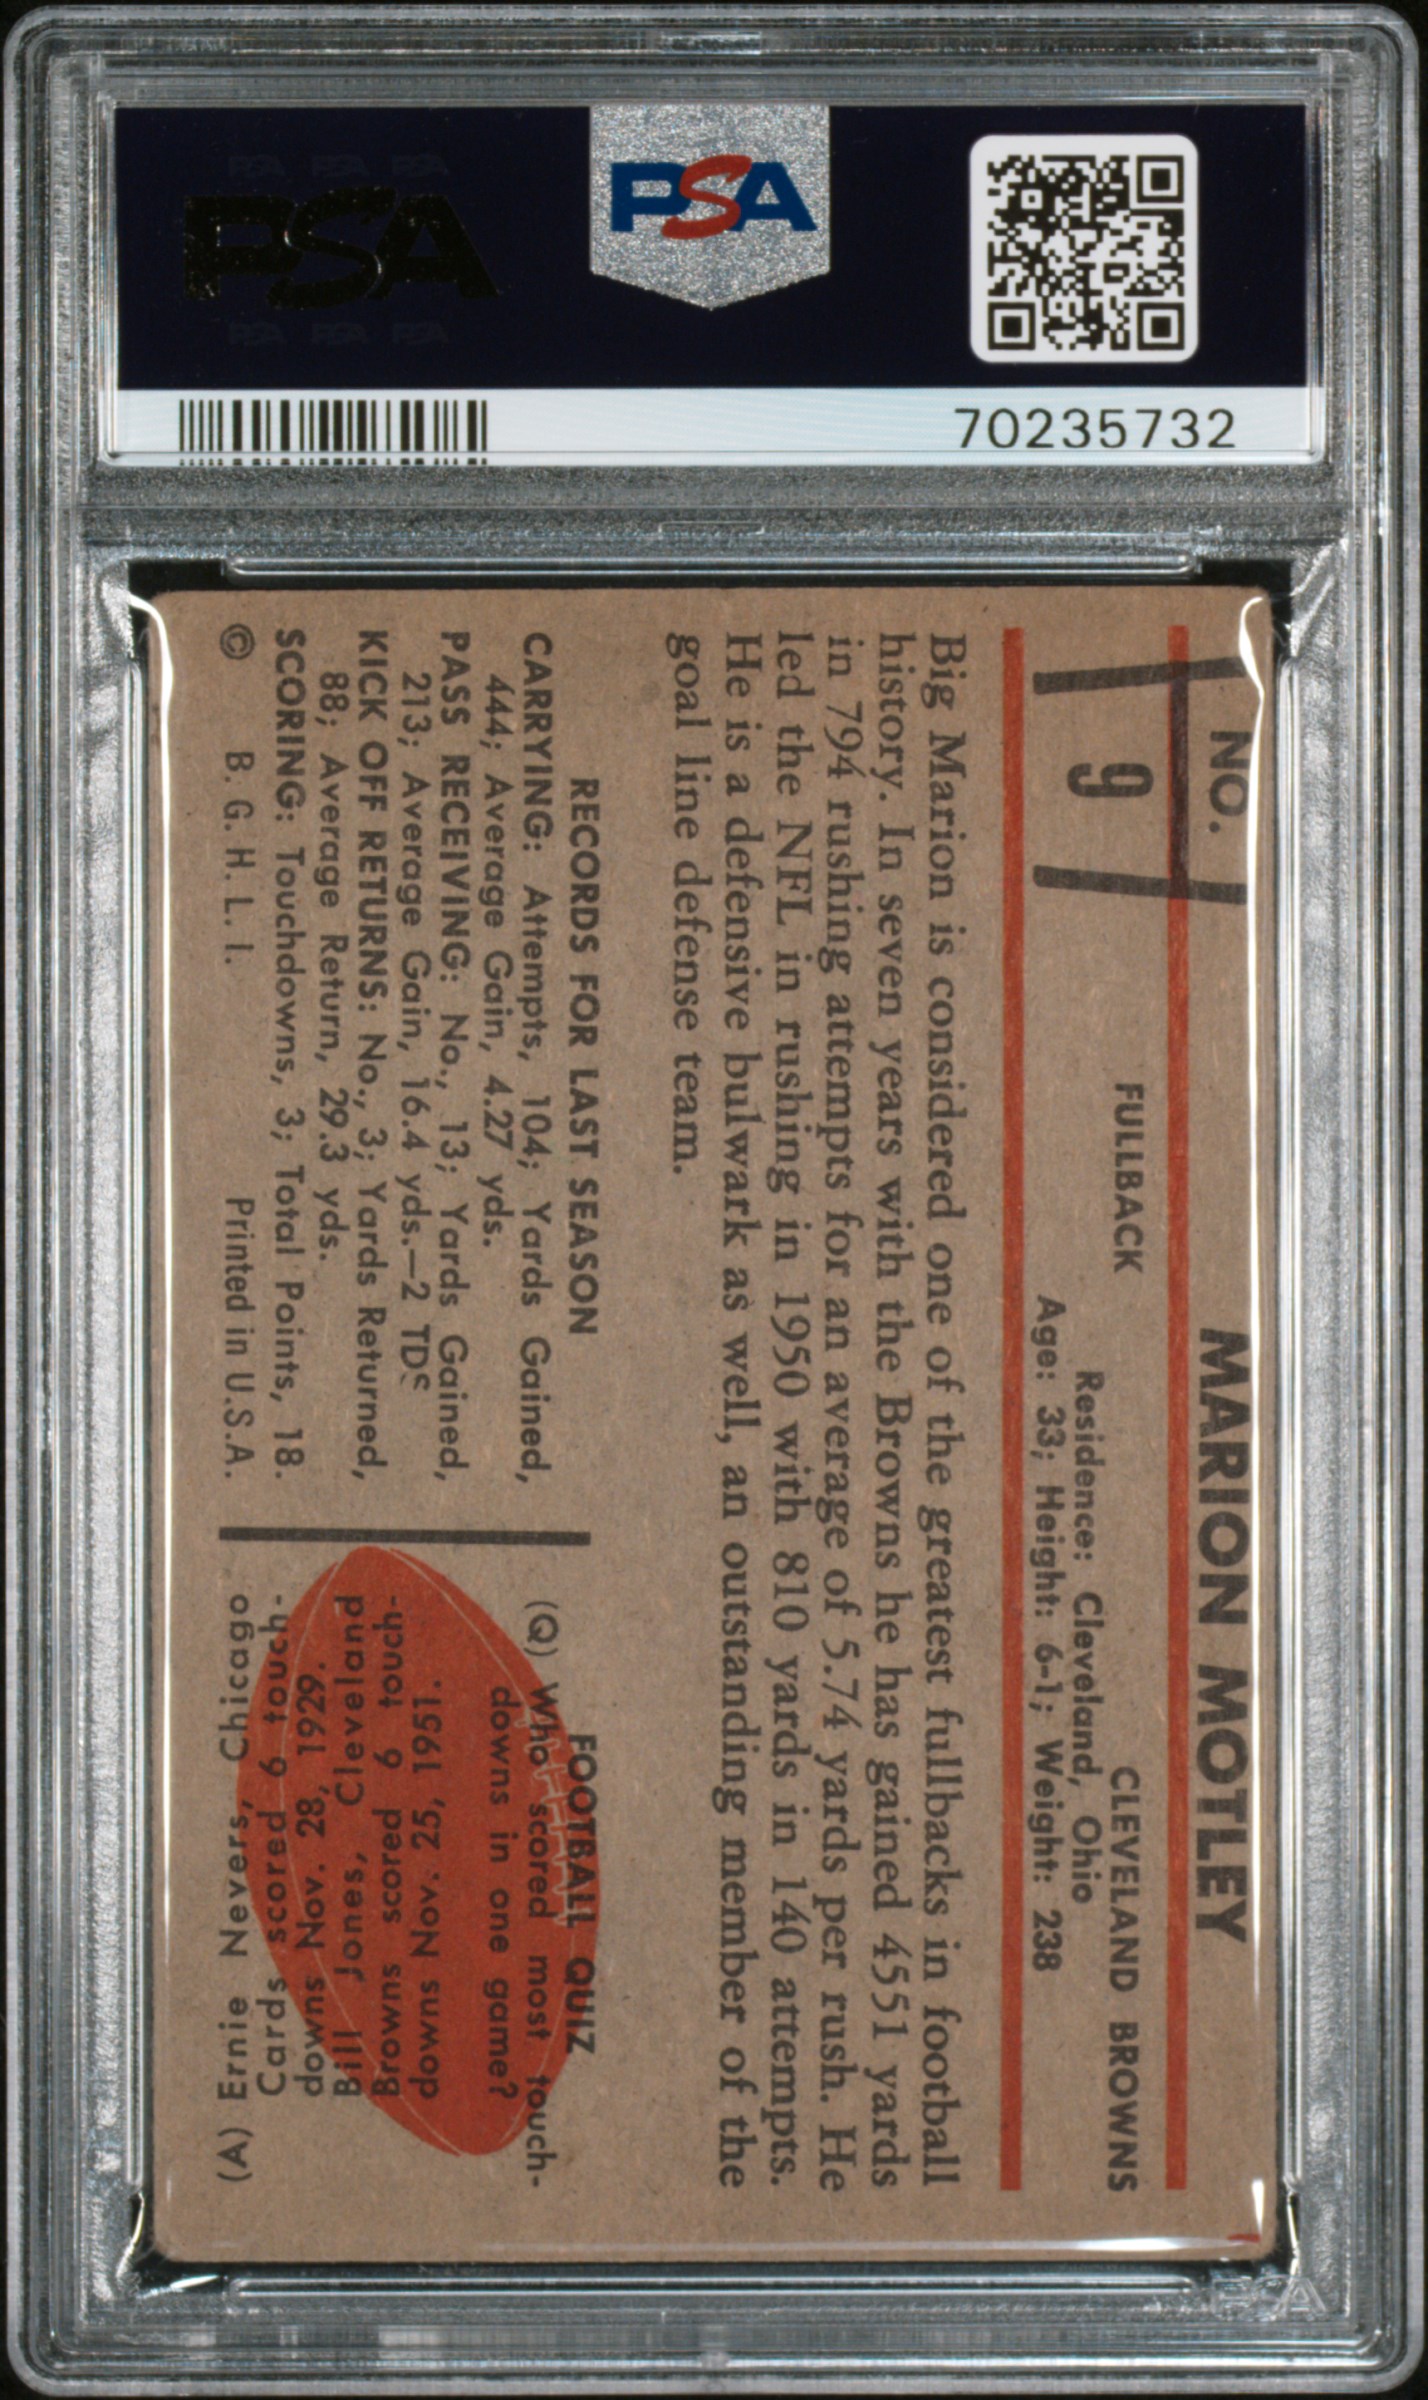 PSA PSA PSA
PSA
PSA PSA PSA
PSA
70235732
NO.
9
MARION MOTLEY
FULLBACK
CLEVELAND BROWNS
Residence: Cleveland, Ohio
Age: 33; Height: 6-1; Weight: 238
Big Marion is considered one of the greatest fullbacks in football
history. In seven years with the Browns he has gained 4551 yards
in 794 rushing attempts for an average of 5.74 yards per rush. He
led the NFL in rushing in 1950 with 810 yards in 140 attempts.
He is a defensive bulwark as well, an outstanding member of the
goal line defense team.
RECORDS FOR LAST SEASON
CARRYING: Attempts, 104; Yards Gained,
444; Average Gain, 4.27 yds.
PASS RECEIVING: No., 13; Yards Gained,
213; Average Gain, 16.4 yds.—2 TDS
KICK OFF RETURNS: No., 3; Yards Returned,
88; Average Return, 29.3 yds.
SCORING: Touchdowns, 3; Total Points, 18.
© B. G. H. L. I. Printed in U.S.A.
FOOTBALL QUIZ
(Q) Who scored most touch-
downs in one game?
(A) Ernie Nevers, Chicago
Cards scored 6 touch-
downs Nov. 28, 1929.
Bill Jones, Cleveland
Browns scored 6 touch-
downs Nov. 25, 1951.
PSA